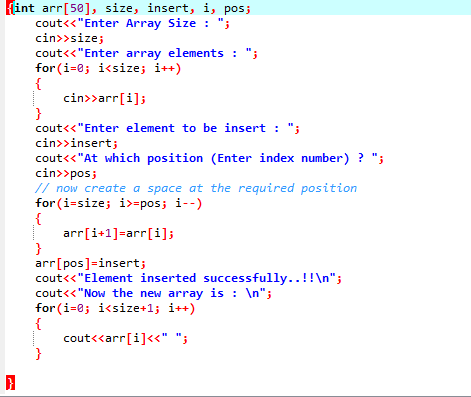 {int arr[50], size, insert, i, pos;
cout<<"Enter Array Size : ";
cin>>size;
cout<<"Enter array elements : ";
for(i=0; i<size; i++)
{
cin>>arr[i];
}
cout<<"Enter element to be insert : ";
cin>>insert;
cout<<"At which position (Enter index number) ? ";
cin>>pos;
// now create a space at the required position
for(i=size; i>=pos; i--)
{
arr[i+1]=arr[i];
}
arr[pos]=insert;
cout<<"Element inserted successfully..!!\n";
cout<<"Now the new array is : \n";
for(i=0; i<size+1; i++)
{
cout<<arr[i]<<" ";
}
}